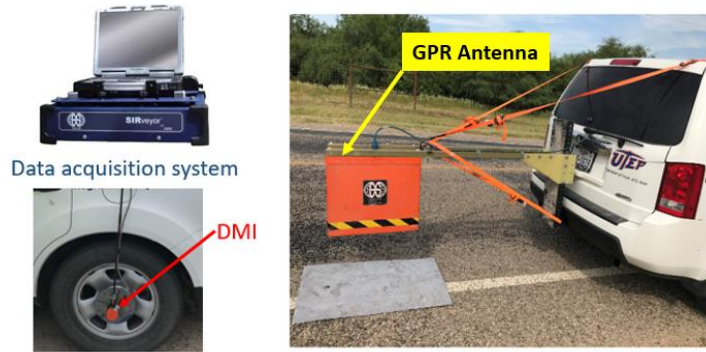 SIRveyor
Data acquisition system
DMI
GPR Antenna
GSSI
UTEP